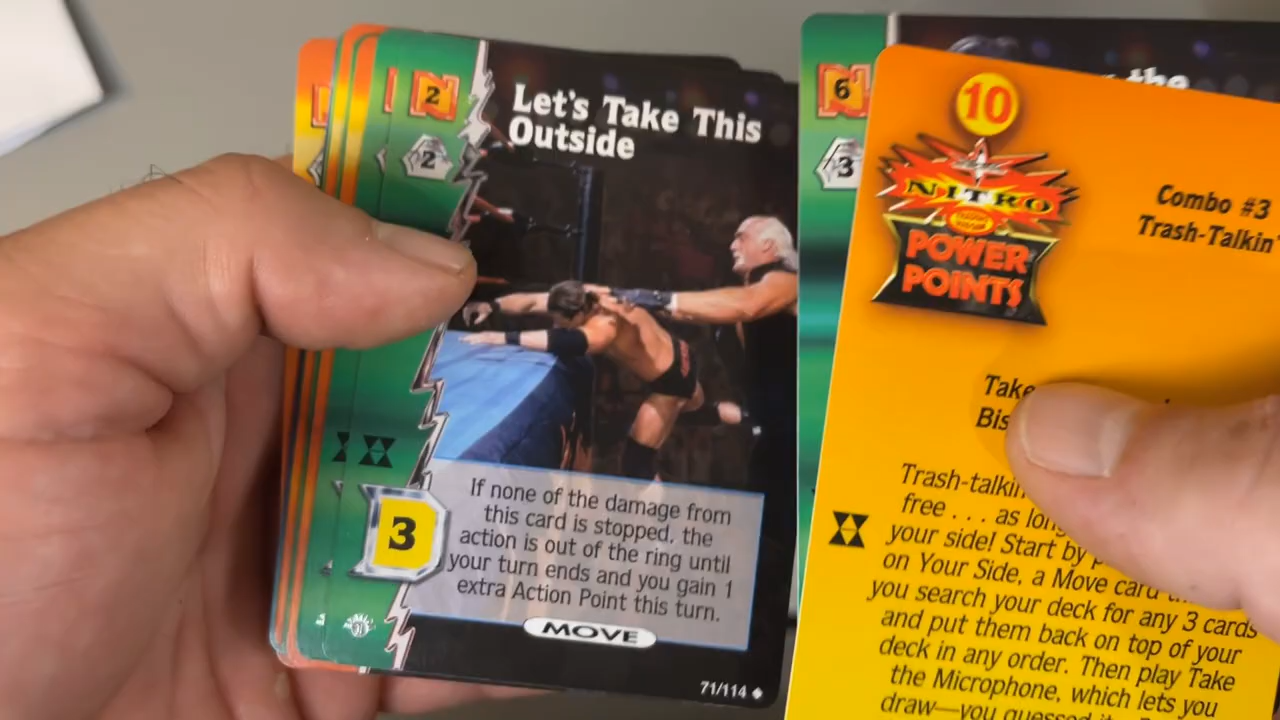 2
2
Let's Take This
Outside
3
If none of the damage from
this card is stopped, the
action is out of the ring until
your turn ends and you gain 1
extra Action Point this turn.
MOVE
71/114
6
3
the
10
NITRO
POWER
POINTS
Combo #3
Trash-Talkin'
Take
Trash-talkin
free . . . as long
your side! Start by
on Your Side, a Move card
you search your deck for any 3 cards
and put them back on top of your
deck in any order. Then play Take
the Microphone, which lets you
draw—you guessed it